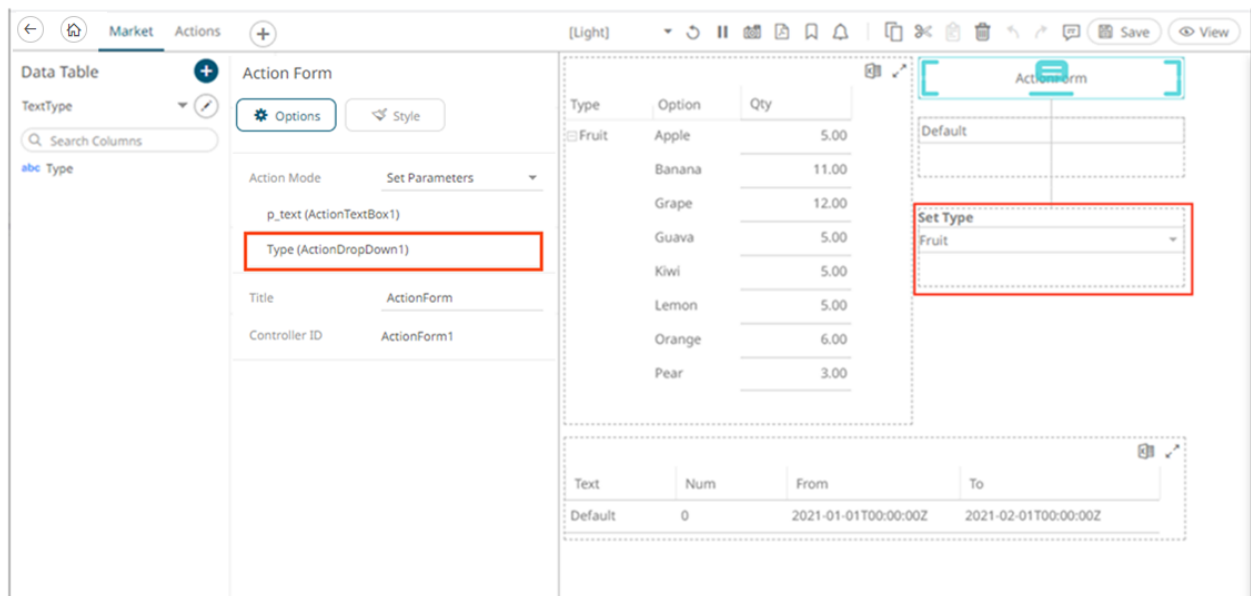 Market Actions [Light] Save View
Data Table
TextType
Search Columns
abc Type
Action Form
Options Style
Action Mode Set Parameters
p_text (ActionTextBox1)
Type (ActionDropDown1)
Title ActionForm
Controller ID ActionForm1
Type Option Qty
Fruit Apple 5.00
Banana 11.00
Grape 12.00
Guava 5.00
Kiwi 5.00
Lemon 5.00
Orange 6.00
Pear 3.00
ActionForm
Default
Set Type
Fruit
Text Num From To
Default 0 2021-01-01T00:00:00Z 2021-02-01T00:00:00Z